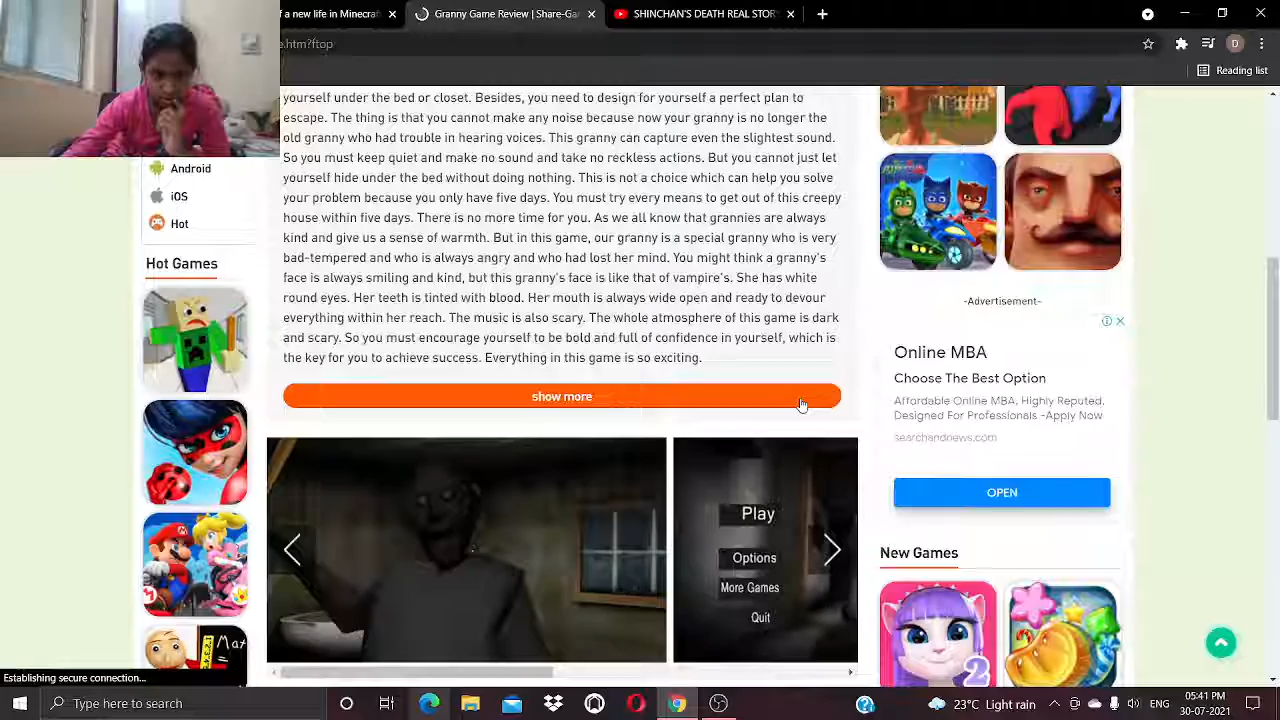 f a new life in Minecraf
Granny Game Review | Share-Ga
SHINCHAN'S DEATH REAL STOR
e.htm?ftop
D
Reading list
yourself under the bed or closet. Besides, you need to design for yourself a perfect plan to
escape. The thing is that you cannot make any noise because now your granny is no longer the
old granny who had trouble in hearing voices. This granny can capture even the slightest sound.
So you must keep quiet and make no sound and take no reckless actions. But you cannot just let
yourself hide under the bed without doing nothing. This is not a choice which can help you solve
your problem because you only have five days. You must try every means to get out of this creepy
house within five days. There is no more time for you. As we all know that grannies are always
kind and give us a sense of warmth. But in this game, our granny is a special granny who is very
bad-tempered and who is always angry and who had lost her mind. You might think a granny's
face is always smiling and kind, but this granny's face is like that of vampire's. She has white
round eyes. Her teeth is tinted with blood. Her mouth is always wide open and ready to devour
everything within her reach. The music is also scary. The whole atmosphere of this game is dark
and scary. So you must encourage yourself to be bold and full of confidence in yourself, which is
the key for you to achieve success. Everything in this game is so exciting.
show more
Android
iOS
Hot
Hot Games
M
Mat
=
Play
Options
More Games
Quit
-Advertisement-
Online MBA
Choose The Best Option
Affordable Online MBA, Highly Reputed,
Designed For Professionals -Apply Now
searchandnews.com
OPEN
New Games
2
Establishing secure connection...
Type here to search
23°C Light rain
ENG
05:41 PM
30-07-2021